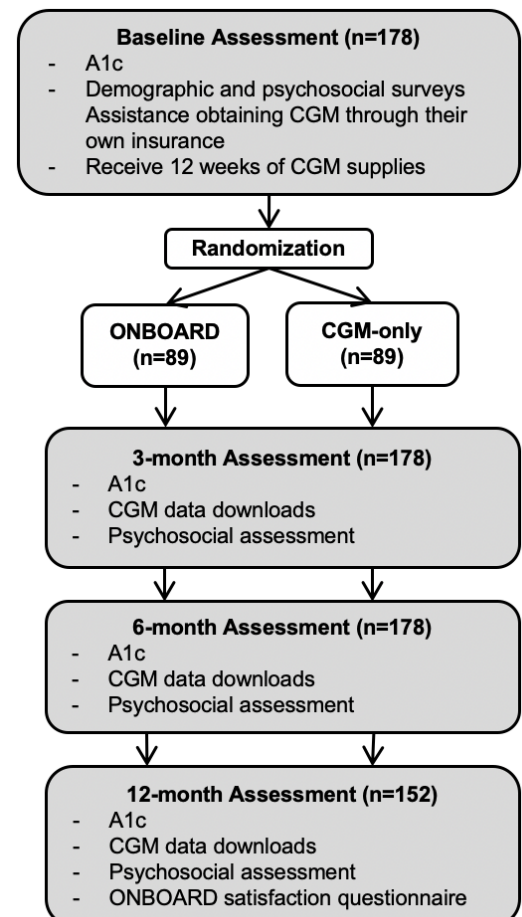 Baseline Assessment (n=178)
- A1c
- Demographic and psychosocial surveys
Assistance obtaining CGM through their
own insurance
- Receive 12 weeks of CGM supplies
Randomization
ONBOARD
(n=89)
CGM-only
(n=89)
3-month Assessment (n=178)
- A1c
- CGM data downloads
- Psychosocial assessment
6-month Assessment (n=178)
- A1c
- CGM data downloads
- Psychosocial assessment
12-month Assessment (n=152)
- A1c
- CGM data downloads
- Psychosocial assessment
- ONBOARD satisfaction questionnaire